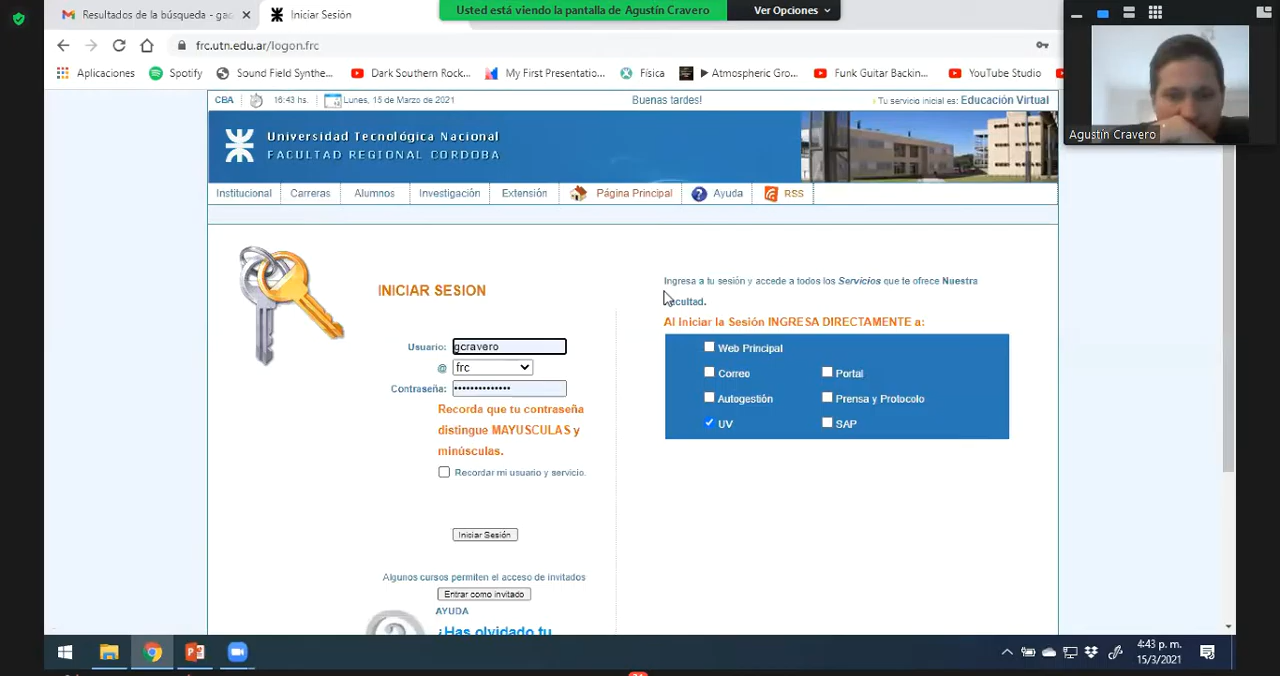 Usted está viendo la pantalla de Agustín Cravero
Ver Opciones
Resultados de la búsqueda - gac
Iniciar Sesión
frc.utn.edu.ar/logon.frc
Aplicaciones
Spotify
Sound Field Synthe...
Dark Southern Rock...
My First Presentatio...
Física
Atmospheric Gro...
Funk Guitar Backin...
YouTube Studio
Agustín Cravero
CBA
16:43 hs.
Lunes, 15 de Marzo de 2021
Buenas tardes!
Tu servicio inicial es: Educación Virtual
Universidad Tecnológica Nacional
FACULTAD REGIONAL CORDOBA
Institucional
Carreras
Alumnos
Investigación
Extensión
Página Principal
Ayuda
RSS
INICIAR SESION
Usuario: gcravero
@ frc
Contraseña: ••••••••••••••
Recorda que tu contraseña
distingue MAYUSCULAS y
minúsculas.
Recordar mi usuario y servicio.
Iniciar Sesión
Algunos cursos permiten el acceso de invitados
Entrar como invitado
AYUDA
¿Has olvidado tu
Ingresa a tu sesión y accede a todos los Servicios que te ofrece Nuestra
Facultad.
Al Iniciar la Sesión INGRESA DIRECTAMENTE a:
Web Principal
Correo
Portal
Autogestión
Prensa y Protocolo
UV
SAP
4:43 p. m.
15/3/2021